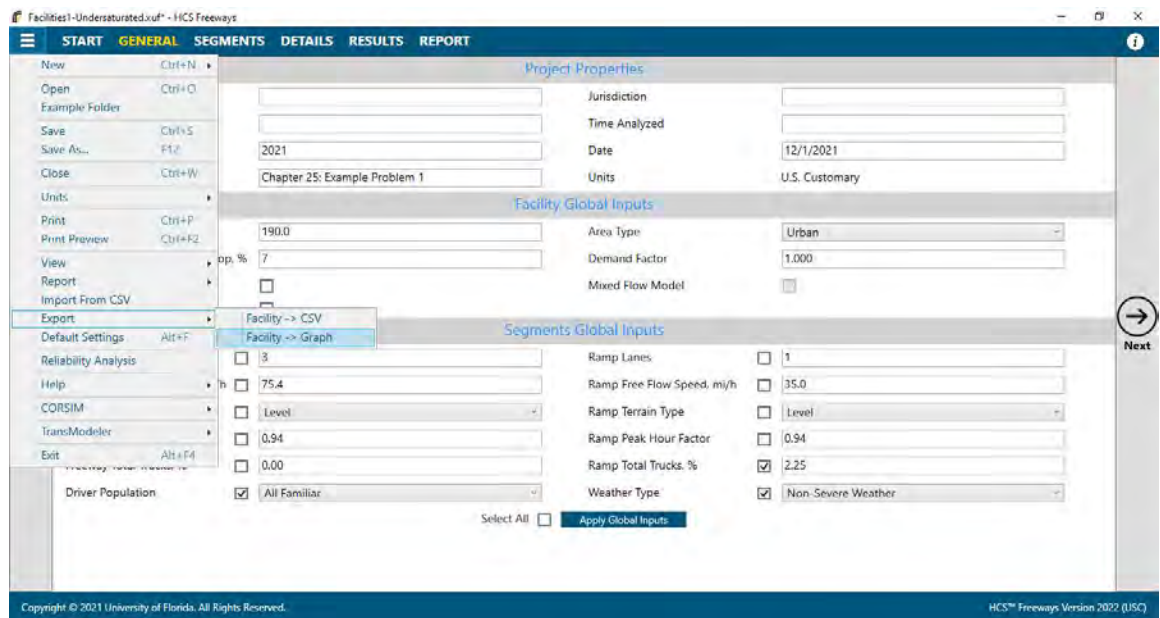 Facilities1-Undersaturated.xuf* - HCS Freeways
START GENERAL SEGMENTS DETAILS RESULTS REPORT
New Ctrl+N
Open Ctrl+O
Example Folder
Save Ctrl+S
Save As... F12
Close Ctrl+W
Units
Print Ctrl+P
Print Preview Ctrl+F2
View
Report
Import From CSV
Export
Default Settings Alt+F
Reliability Analysis
Help
CORSIM
TransModeler
Exit Alt+F4
Facility -> CSV
Facility -> Graph
Project Properties
Jurisdiction
Time Analyzed
2021 Date 12/1/2021
Chapter 25: Example Problem 1 Units U.S. Customary
Facility Global Inputs
190.0 Area Type Urban
op, % 7 Demand Factor 1.000
Mixed Flow Model
Segments Global Inputs
3 Ramp Lanes 1
/h 75.4 Ramp Free Flow Speed, mi/h 35.0
Level Ramp Terrain Type Level
0.94 Ramp Peak Hour Factor 0.94
Freeway Total Trucks, % 0.00 Ramp Total Trucks, % 2.25
Driver Population All Familiar Weather Type Non-Severe Weather
Select All Apply Global Inputs
Next
Copyright © 2021 University of Florida. All Rights Reserved. HCS™ Freeways Version 2022 (USC)